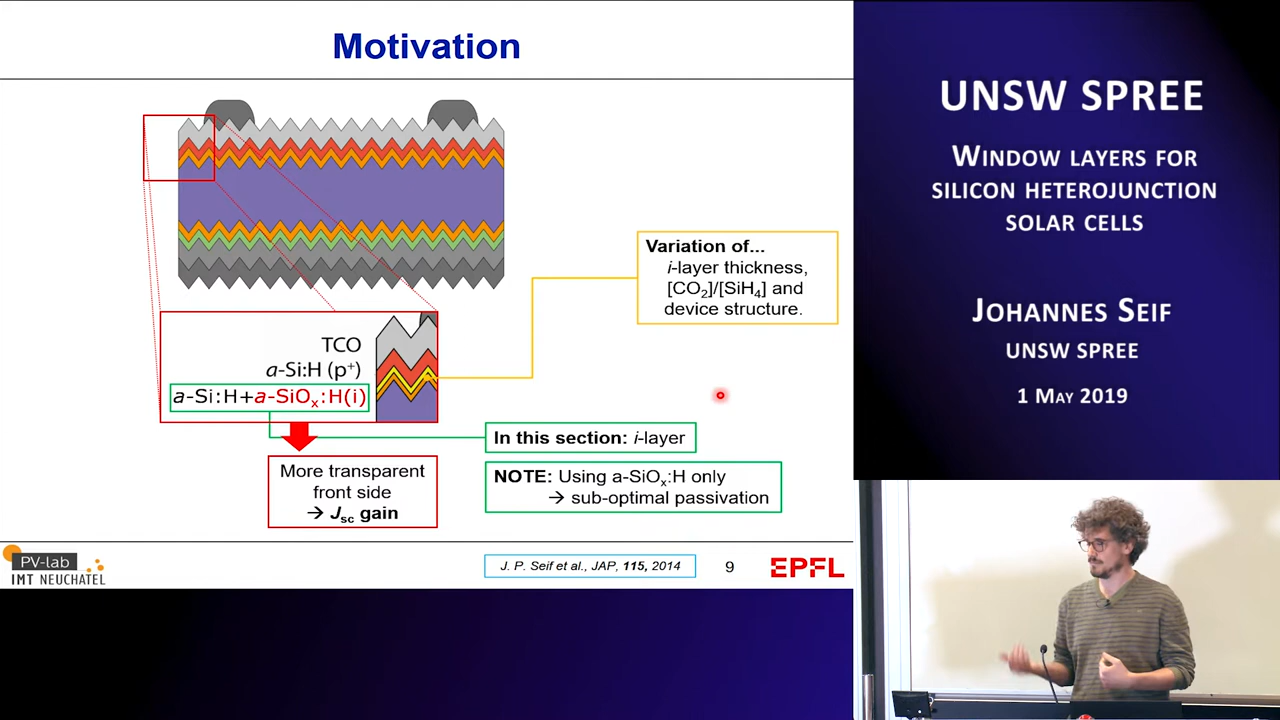 Motivation
Variation of...
i-layer thickness,
[CO₂]/[SiH₄] and
device structure.
TCO
a-Si:H (p⁺)
a-Si:H+a-SiOₓ:H(i)
In this section: i-layer
More transparent
front side
→ Jsc gain
NOTE: Using a-SiOₓ:H only
→ sub-optimal passivation
PV-lab
IMT NEUCHATEL
J. P. Seif et al., JAP, 115, 2014
9
EPFL
UNSW SPREE
WINDOW LAYERS FOR
SILICON HETEROJUNCTION
SOLAR CELLS
JOHANNES SEIF
UNSW SPREE
1 MAY 2019